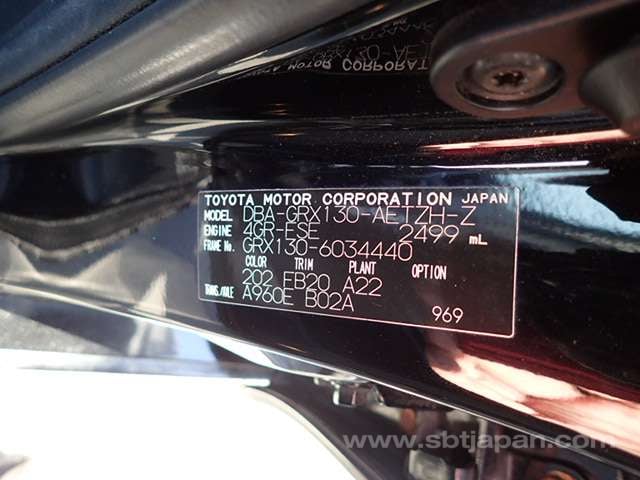 TOYOTA MOTOR CORPORATION JAPAN
MODEL DBA-GRX130-AETZH-Z
ENGINE 4GR-FSE 2499 mL
FRAME No. GRX130-6034440
COLOR TRIM PLANT OPTION
202 FB20 A22
TRANS./AXLE A960E B02A
969
www.sbtjapan.com